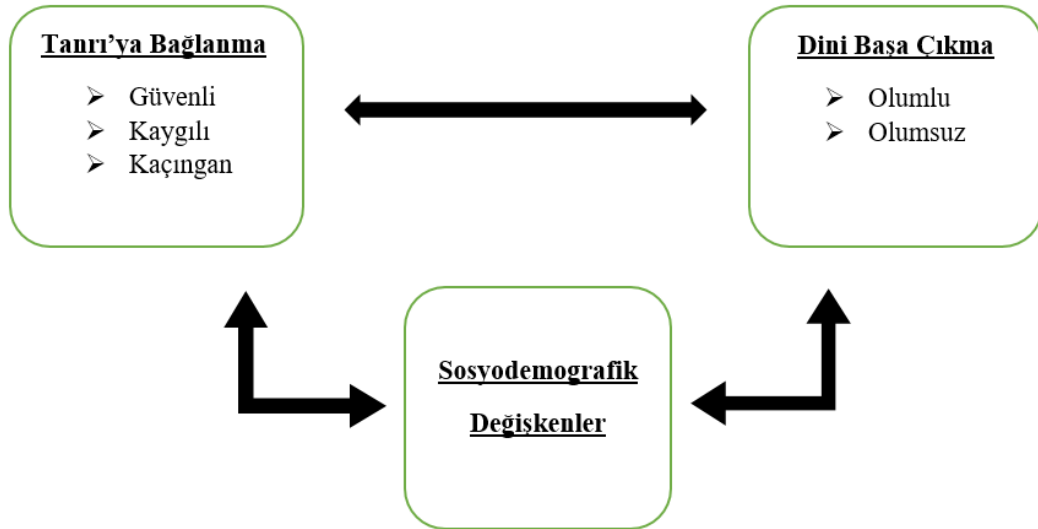 Tanrı’ya Bağlanma
➢ Güvenli
➢ Kaygılı
➢ Kaçıngan
Dini Başa Çıkma
➢ Olumlu
➢ Olumsuz
Sosyodemografik
Değişkenler